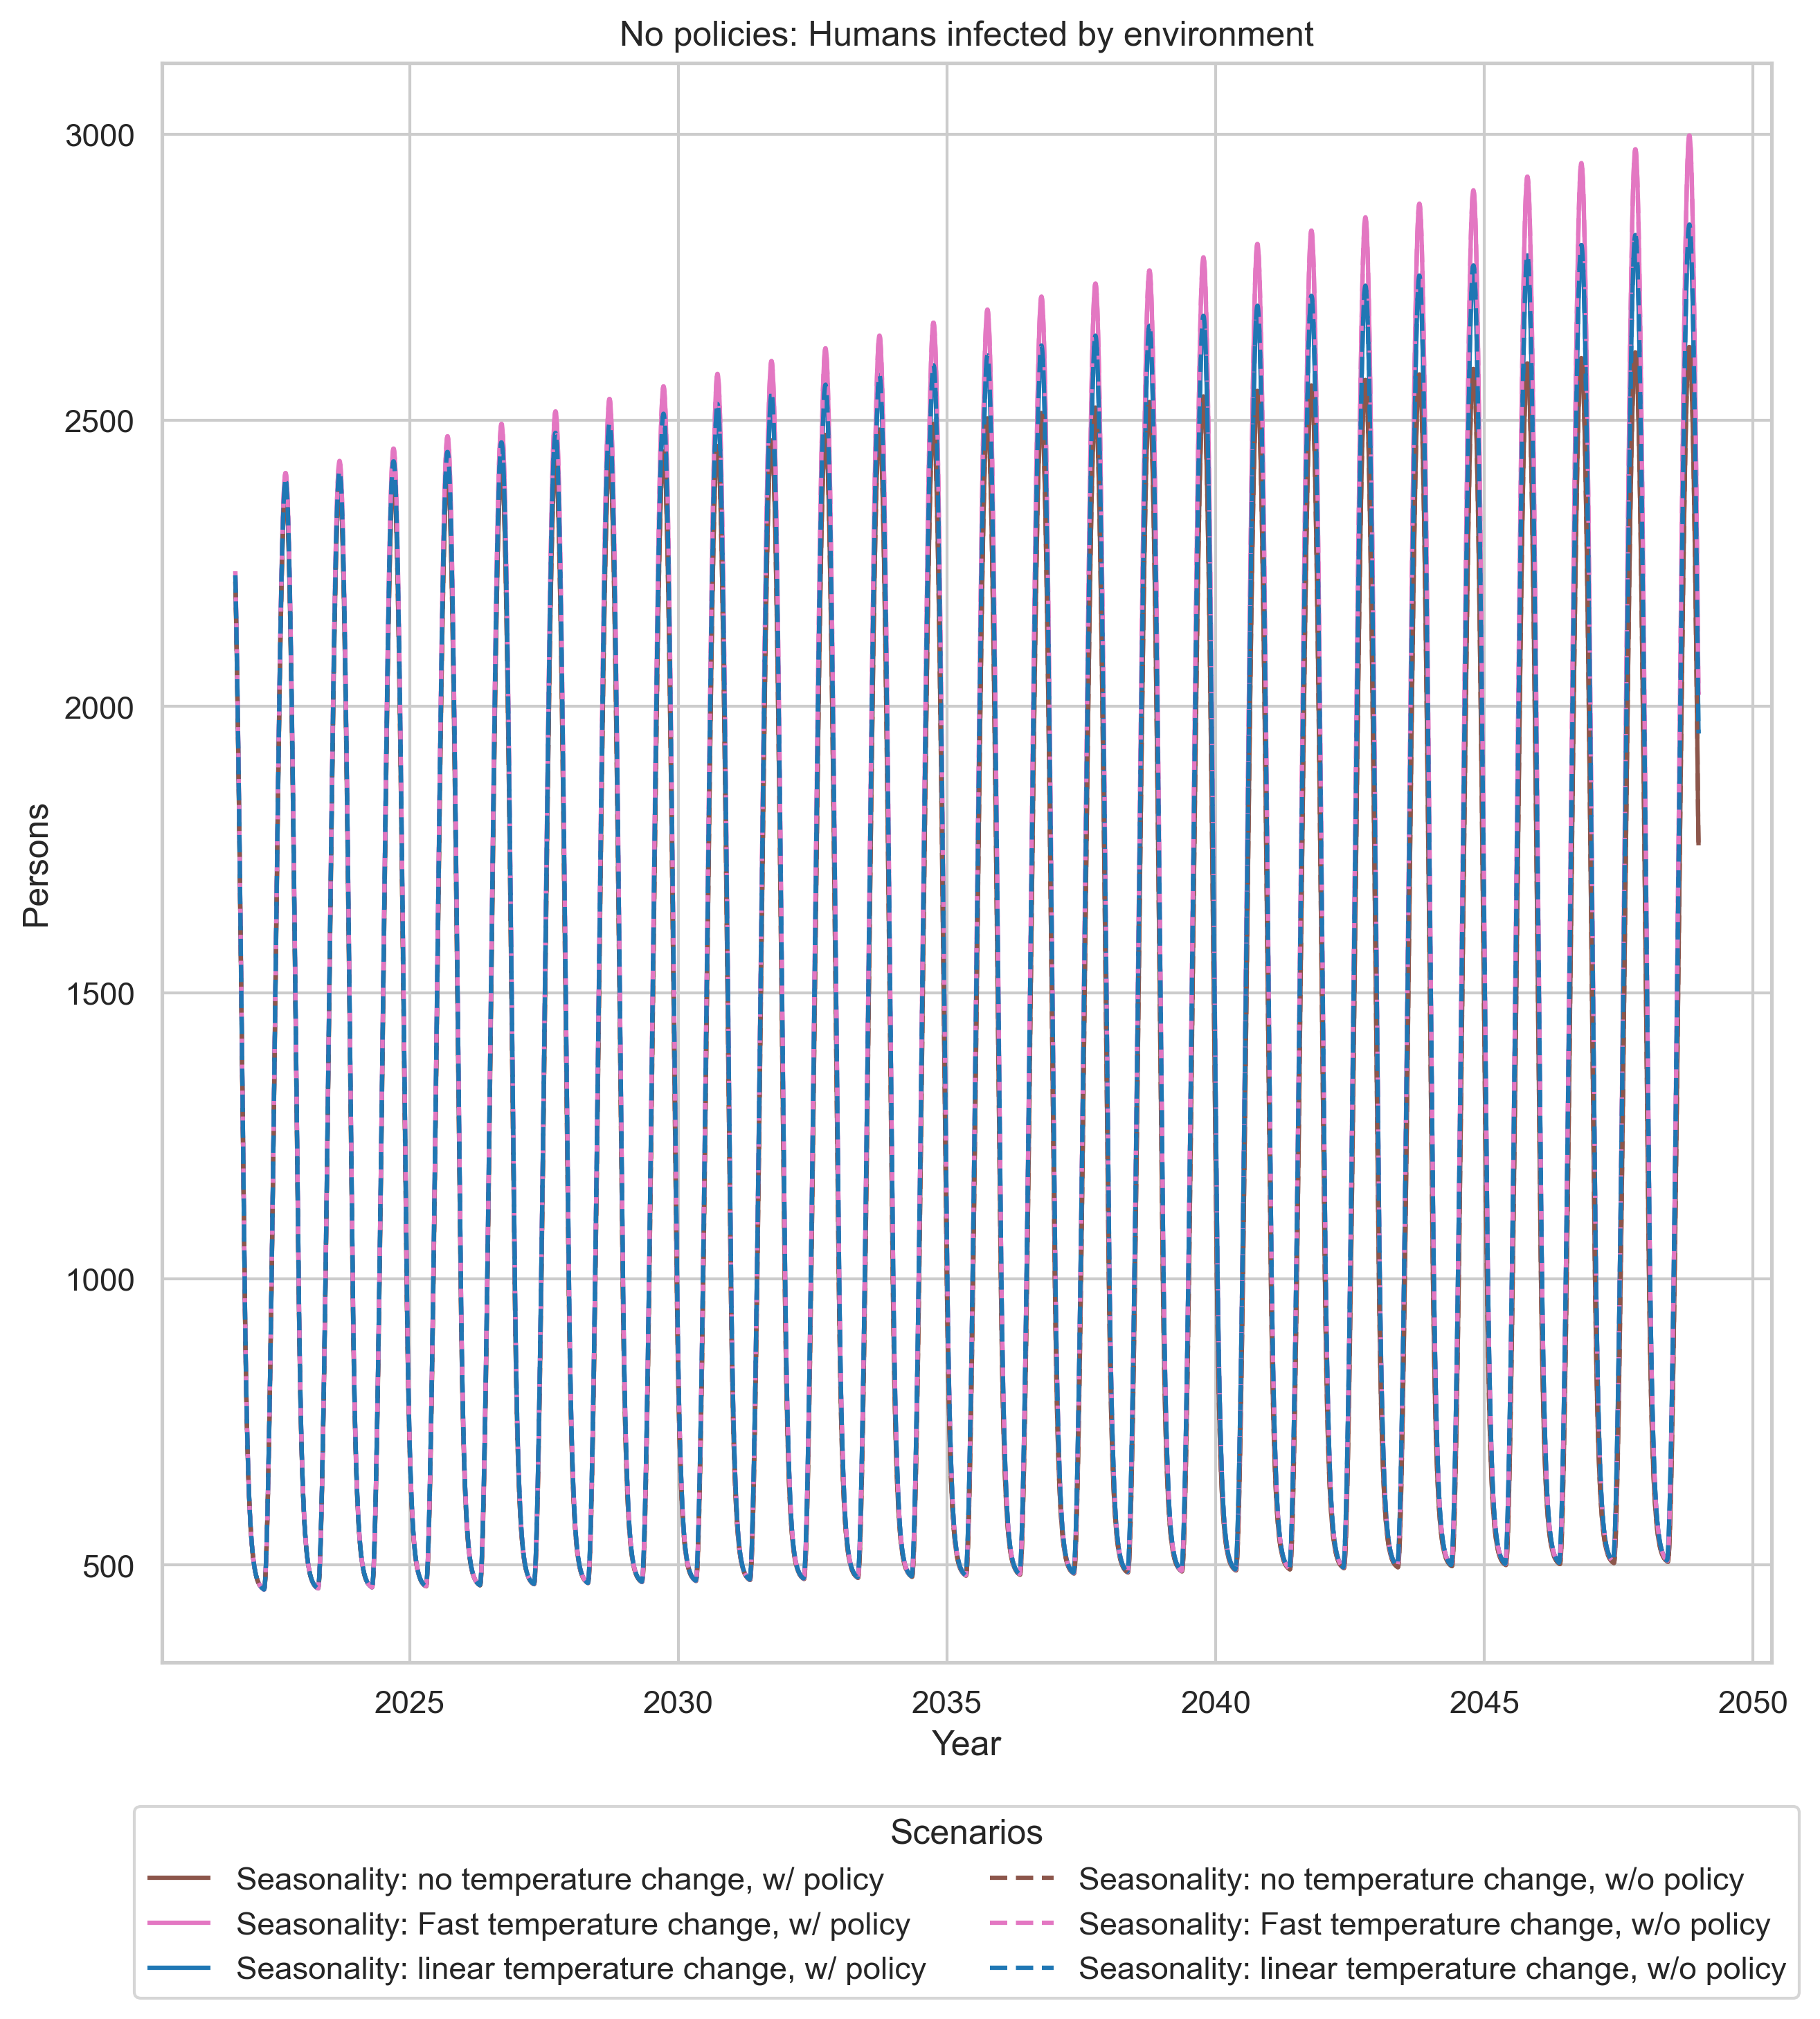 No policies: Humans infected by environment
3000
2500
2000
1500
1000
500
Persons
2025 2030 2035 2040 2045 2050
Year
Scenarios
Seasonality: no temperature change, w/ policy Seasonality: no temperature change, w/o policy
Seasonality: Fast temperature change, w/ policy Seasonality: Fast temperature change, w/o policy
Seasonality: linear temperature change, w/ policy Seasonality: linear temperature change, w/o policy